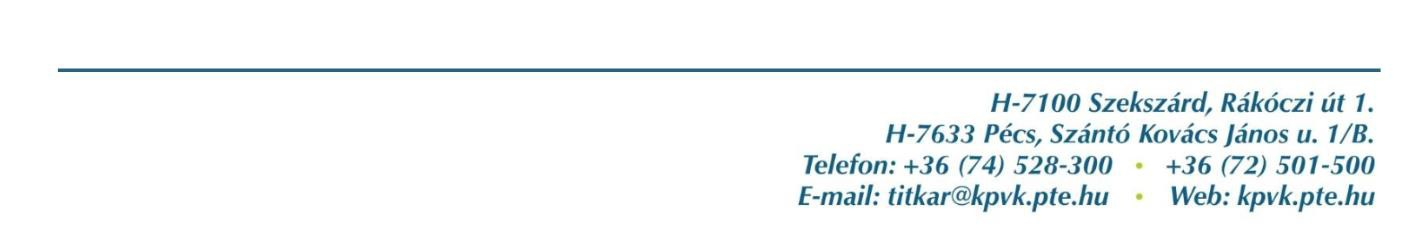 H-7100 Szekszárd, Rákóczi út 1.
H-7633 Pécs, Szántó Kovács János u. 1/B.
Telefon: +36 (74) 528-300 • +36 (72) 501-500
E-mail: titkar@kpvk.pte.hu • Web: kpvk.pte.hu